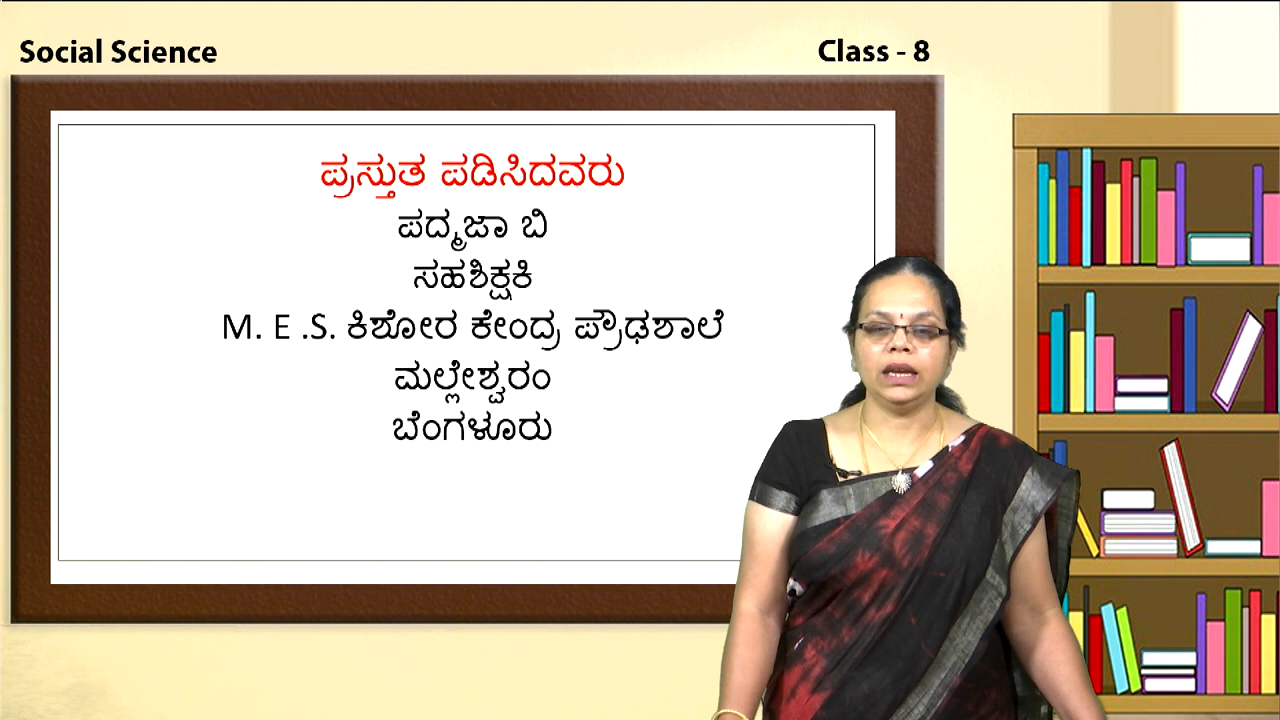 Social Science
Class - 8
ಪ್ರಸ್ತುತ ಪಡಿಸಿದವರು
ಪದ್ಮಜಾ ಬಿ
ಸಹಶಿಕ್ಷಕಿ
M. E .S. ಕಿಶೋರ ಕೇಂದ್ರ ಪ್ರೌಢಶಾಲೆ
ಮಲ್ಲೇಶ್ವರಂ
ಬೆಂಗಳೂರು